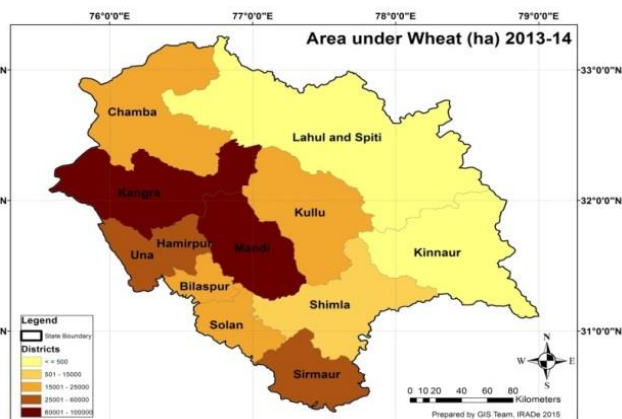 76°0'0"E 77°0'0"E 78°0'0"E 79°0'0"E
Area under Wheat (ha) 2013-14
33°0'0"N
Chamba
Lahul and Spiti
32°0'0"N
Kangra
Kullu
Mandi
Hamirpur
Una
Kinnaur
Bilaspur
Shimla
Solan
31°0'0"N
Sirmaur
Legend
State Boundary
Districts
<= 500
501 - 15000
15001 - 25000
25001 - 60000
60001 - 100000
N
W E
S
0 10 20 40 60 80
Kilometers
Prepared by GIS Team, IRADe 2015